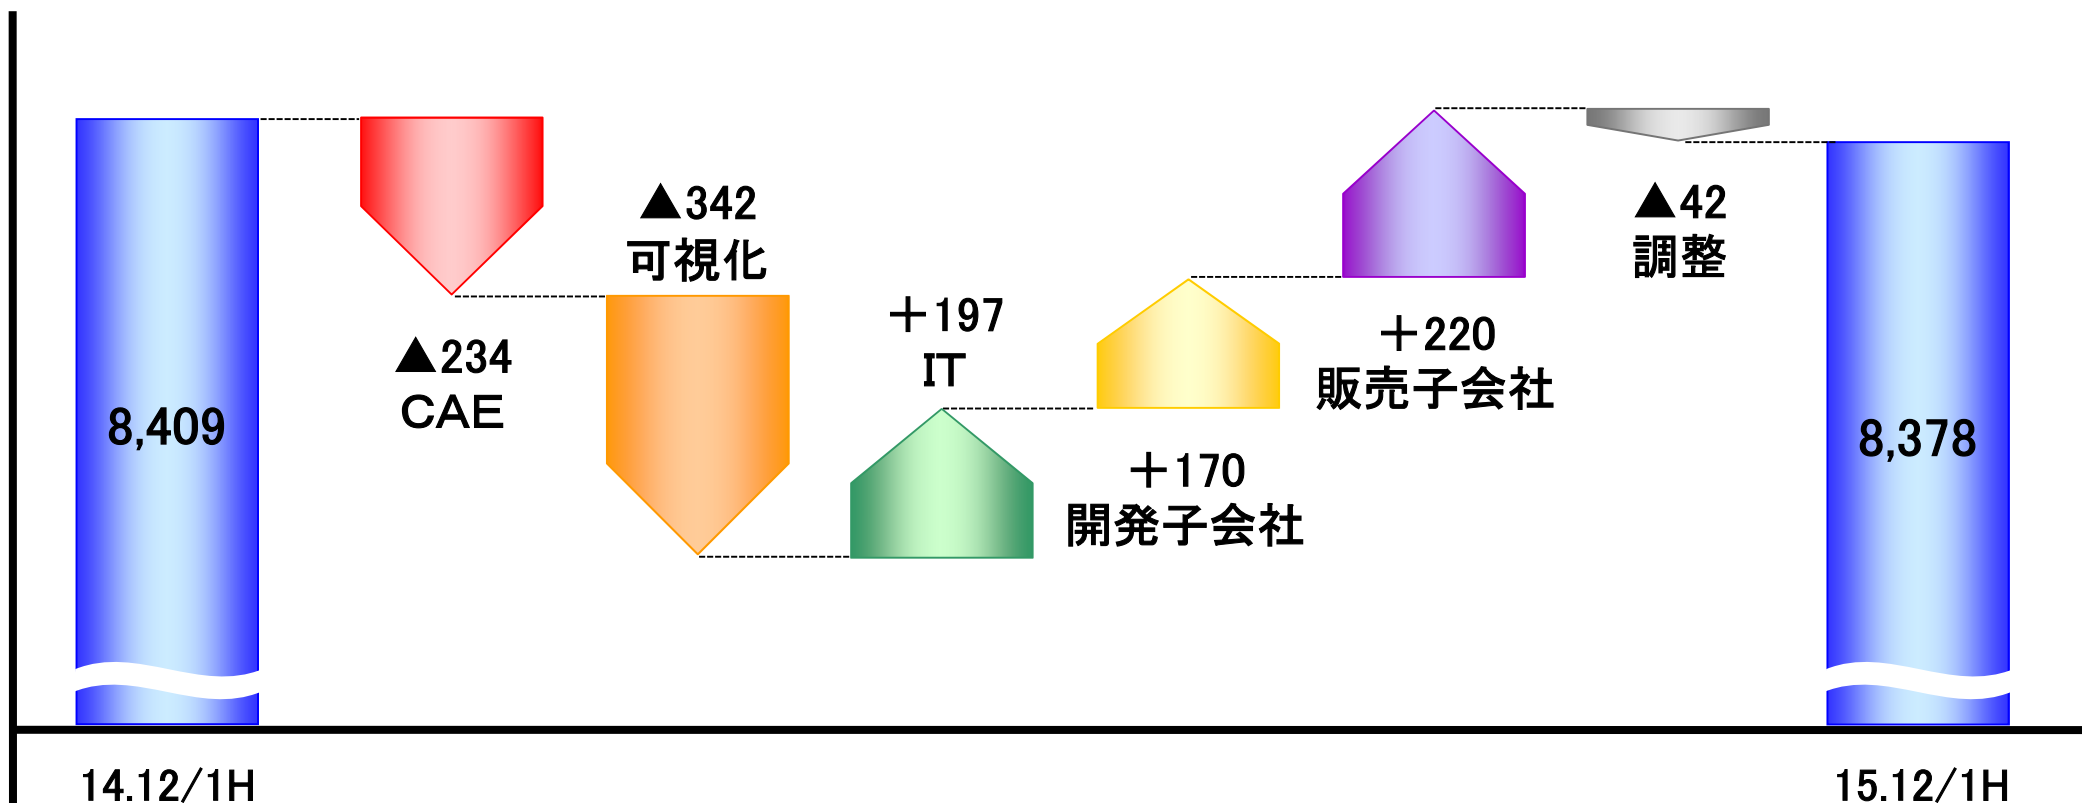 8,409
▲234
CAE
▲342
可視化
＋197
IT
＋170
開発子会社
＋220
販売子会社
▲42
調整
8,378
14.12/1H
15.12/1H